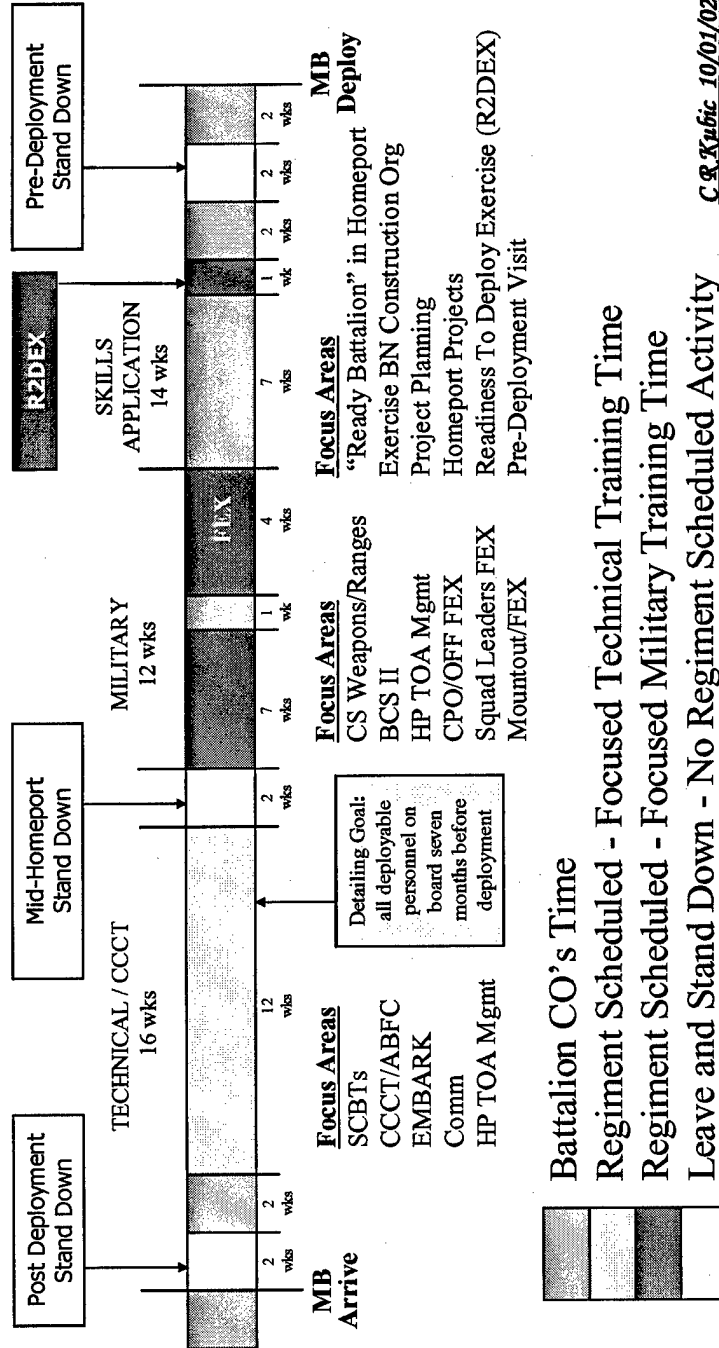 Post Deployment
Stand Down
Mid-Homeport
Stand Down
R2DEX
Pre-Deployment
Stand Down
TECHNICAL / CCCT
16 wks
MILITARY
12 wks
SKILLS
APPLICATION
14 wks
FEX
2
wks
2
wks
12
wks
2
wks
7
wks
1
wk
4
wks
7
wks
1
wk
2
wks
2
wks
2
wks
MB
Arrive
MB
Deploy
Focus Areas
SCBTs
CCCT/ABFC
EMBARK
Comm
HP TOA Mgmt
Detailing Goal:
all deployable
personnel on
board seven
months before
deployment
Focus Areas
CS Weapons/Ranges
BCS II
HP TOA Mgmt
CPO/OFF FEX
Squad Leaders FEX
Mountout/FEX
Focus Areas
“Ready Battalion” in Homeport
Exercise BN Construction Org
Project Planning
Homeport Projects
Readiness To Deploy Exercise (R2DEX)
Pre-Deployment Visit
Battalion CO’s Time
Regiment Scheduled - Focused Technical Training Time
Regiment Scheduled - Focused Military Training Time
Leave and Stand Down - No Regiment Scheduled Activity
CRKubic 10/01/02